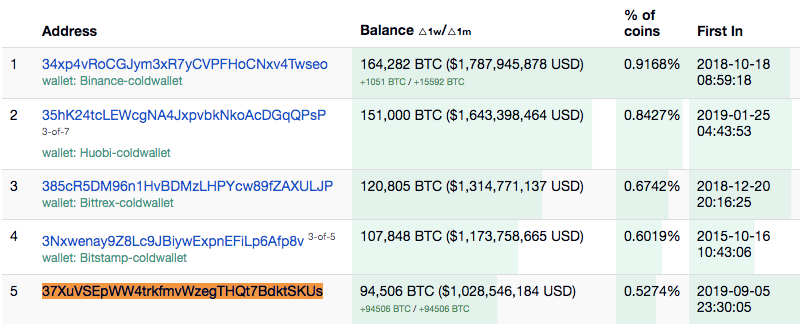 Address Balance △1w/△1m % of coins First In
1 34xp4vRoCGJym3xR7yCVPFHoCNxv4Twseo 164,282 BTC ($1,787,945,878 USD) 0.9168% 2018-10-18
wallet: Binance-coldwallet +1051 BTC / +15592 BTC 08:59:18
2 35hK24tcLEWcgNA4JxpvbkNkoAcDGqQPsP 151,000 BTC ($1,643,398,464 USD) 0.8427% 2019-01-25
3-of-7 04:43:53
wallet: Huobi-coldwallet
3 385cR5DM96n1HvBDMzLHPYcw89fZAXULJP 120,805 BTC ($1,314,771,137 USD) 0.6742% 2018-12-20
wallet: Bittrex-coldwallet 20:16:25
4 3Nxwenay9Z8Lc9JBiywExpnEFiLp6Afp8v 3-of-5 107,848 BTC ($1,173,758,665 USD) 0.6019% 2015-10-16
wallet: Bitstamp-coldwallet 10:43:06
5 37XuVSEpWW4trkfmvWzegTHQt7BdktSKUs 94,506 BTC ($1,028,546,184 USD) 0.5274% 2019-09-05
+94506 BTC / +94506 BTC 23:30:05